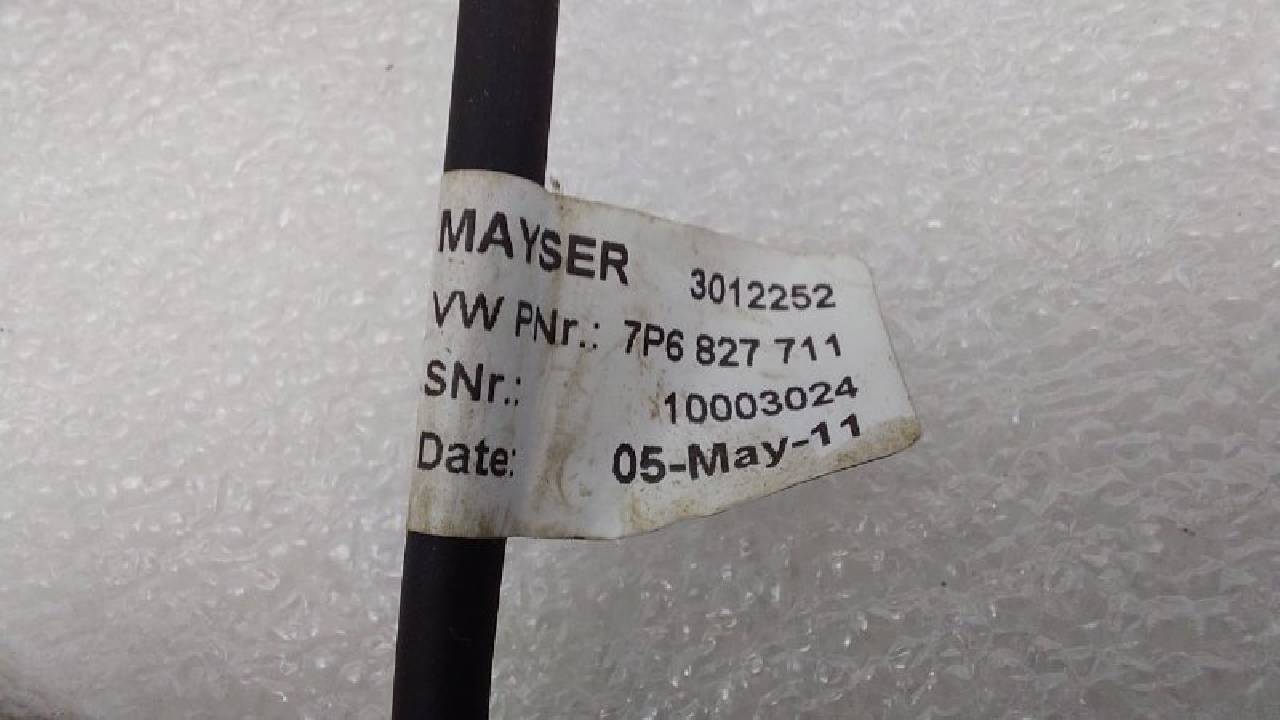 MAYSER 3012252
VW PNr.: 7P6 827 711
SNr.: 10003024
Date: 05-May-11